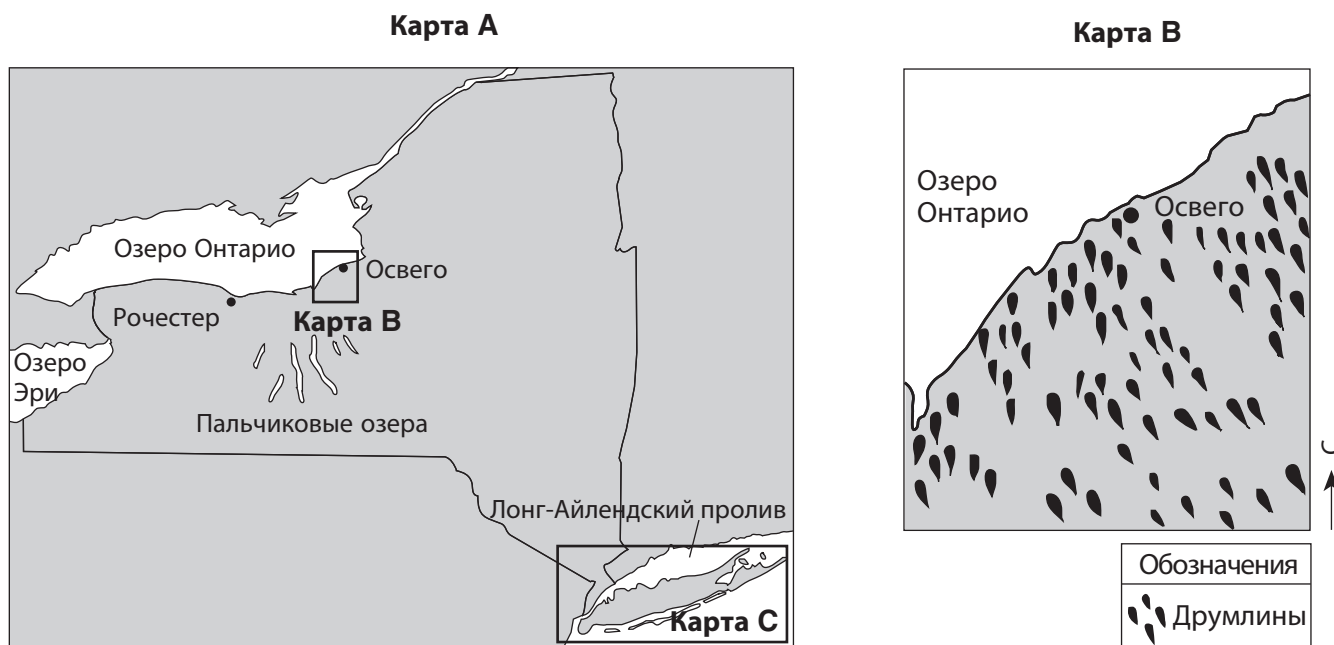 Карта A
Озеро Онтарио
Освего
Рочестер
Карта B
Озеро
Эри
Пальчиковые озера
Лонг-Айлендский пролив
Карта C
Карта B
Озеро
Онтарио
Освего
С
Обозначения
Друмлины